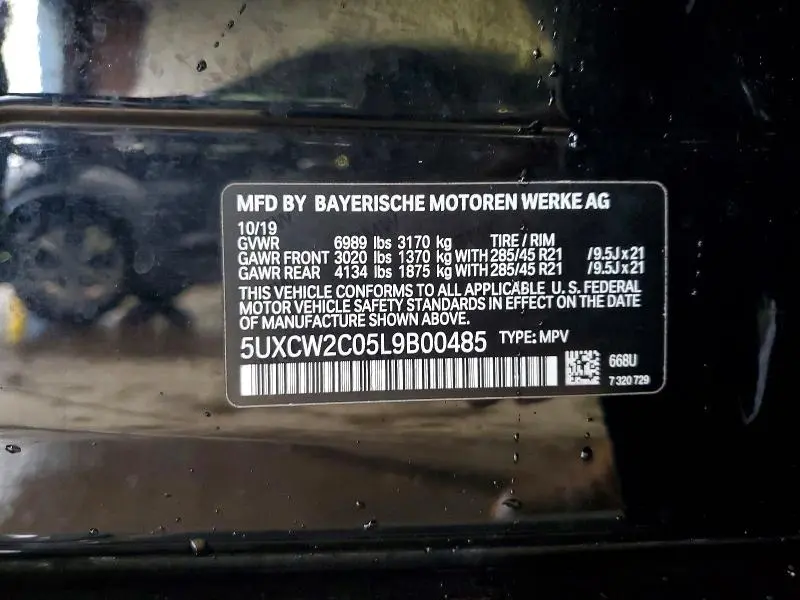 MFD BY BAYERISCHE MOTOREN WERKE AG
10/19
GVWR 6989 lbs 3170 kg TIRE / RIM
GAWR FRONT 3020 lbs 1370 kg WITH 285/45 R21 /9.5J x 21
GAWR REAR 4134 lbs 1875 kg WITH 285/45 R21 /9.5J x 21
THIS VEHICLE CONFORMS TO ALL APPLICABLE U.S. FEDERAL
MOTOR VEHICLE SAFETY STANDARDS IN EFFECT ON THE DATE
OF MANUFACTURE SHOWN ABOVE.
5UXCW2C05L9B00485 TYPE: MPV
668U
7 320 729